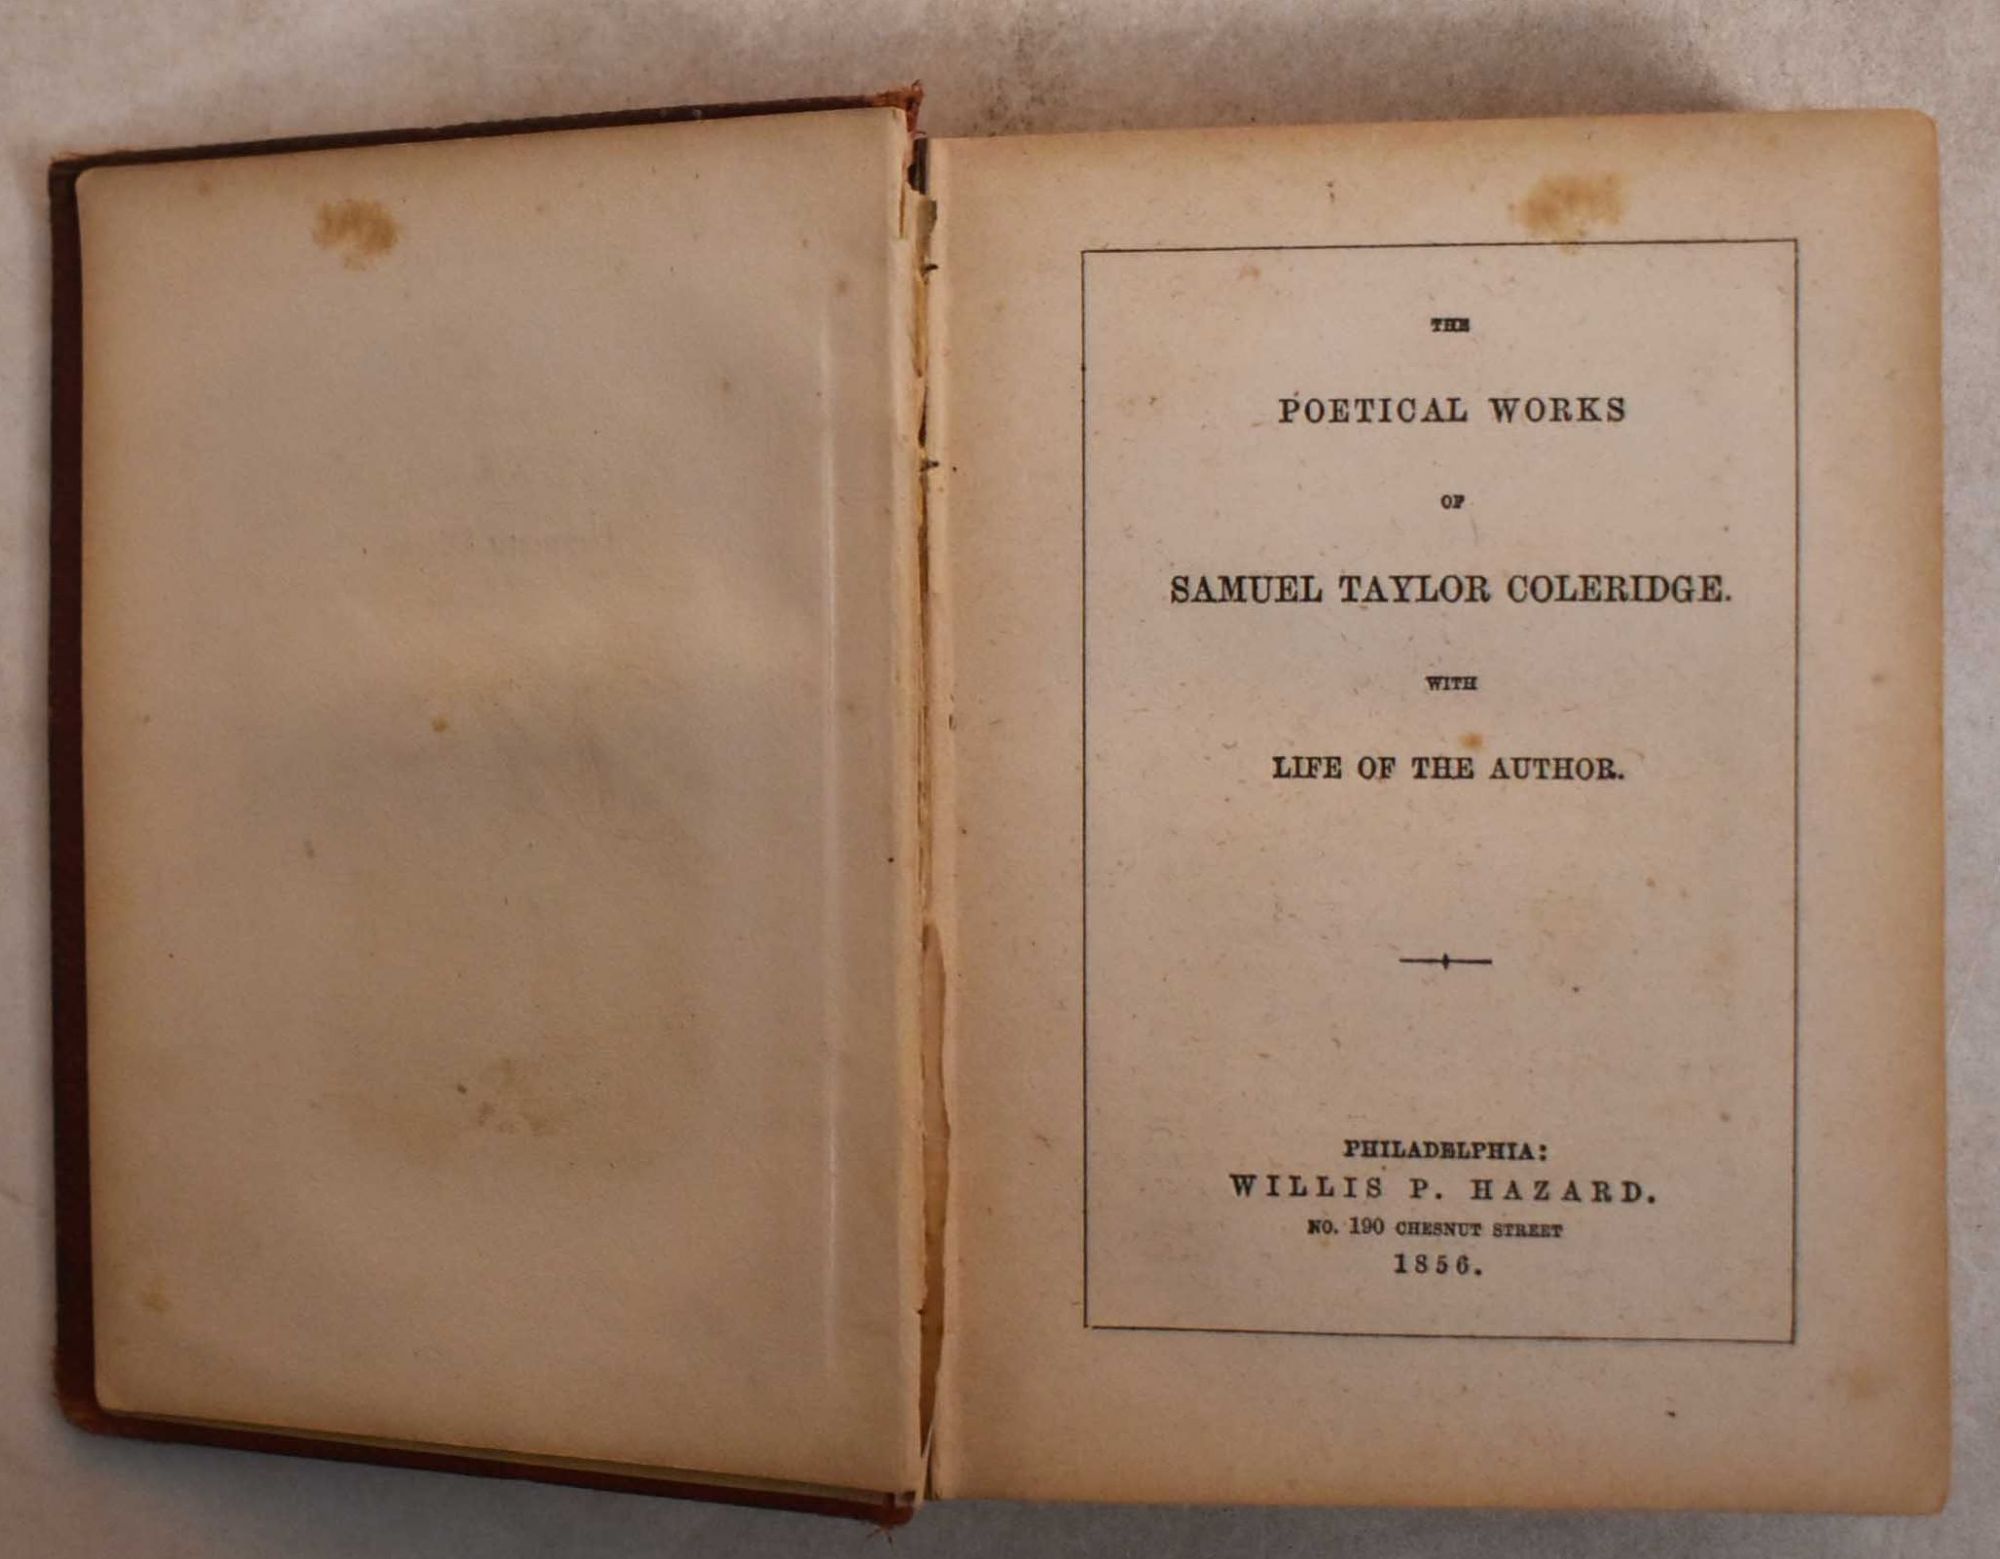 THE
POETICAL WORKS
OF
SAMUEL TAYLOR COLERIDGE.
WITH
LIFE OF THE AUTHOR.
PHILADELPHIA:
WILLIS P. HAZARD.
NO. 190 CHESNUT STREET
1856.